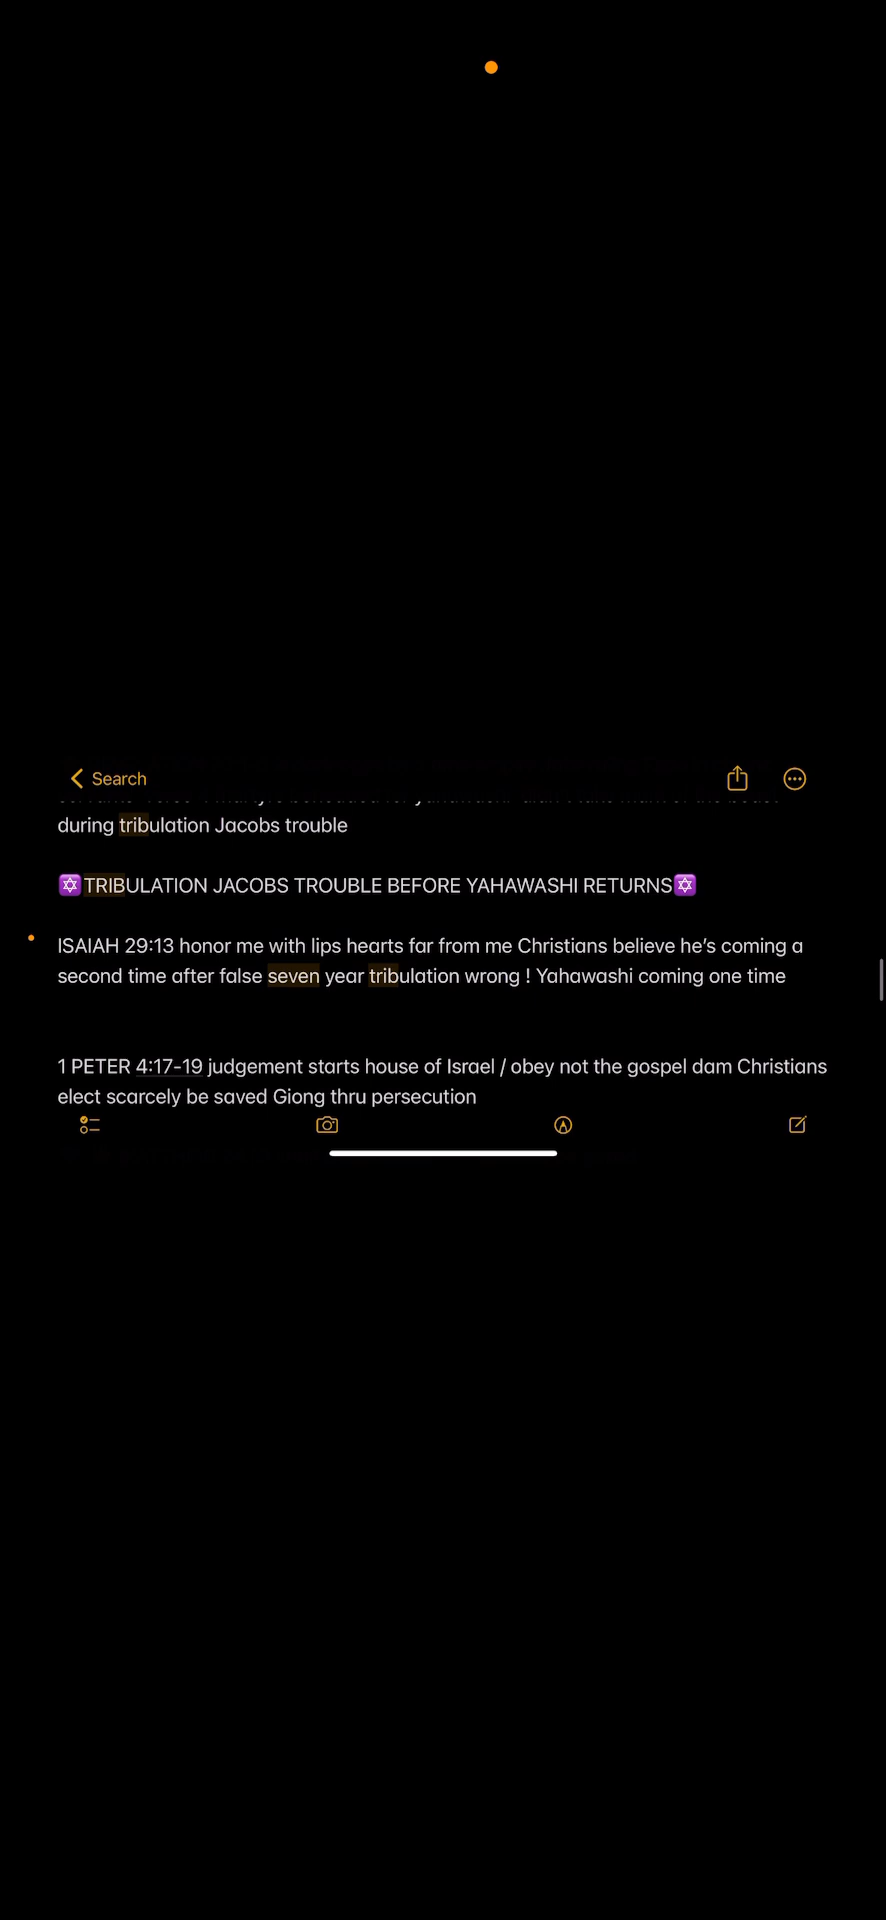 Search
during tribulation Jacobs trouble
✡️TRIBULATION JACOBS TROUBLE BEFORE YAHAWASHI RETURNS✡️
ISAIAH 29:13 honor me with lips hearts far from me Christians believe he's coming a
second time after false seven year tribulation wrong ! Yahawashi coming one time
1 PETER 4:17-19 judgement starts house of Israel / obey not the gospel dam Christians
elect scarcely be saved Giong thru persecution